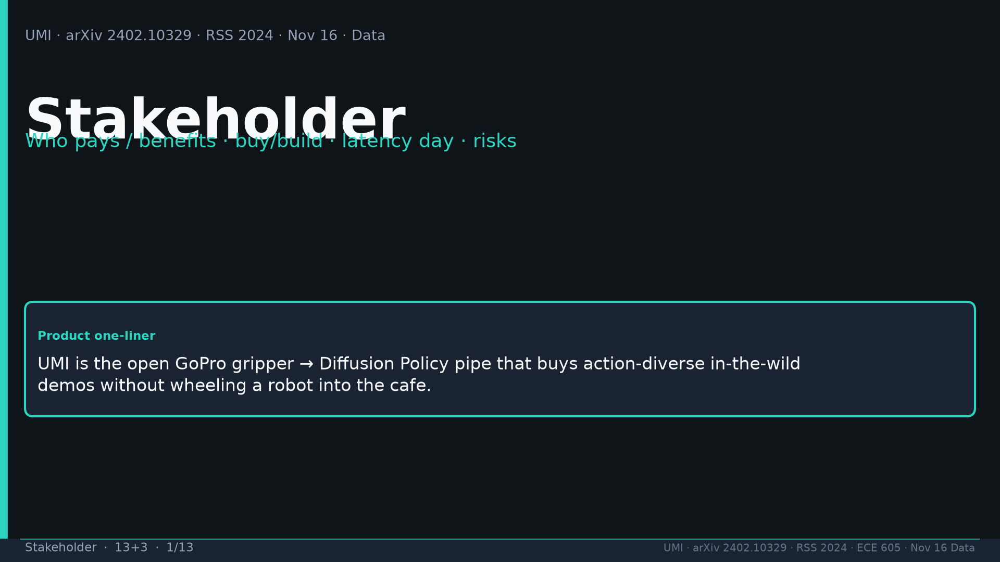 UMI · arXiv 2402.10329 · RSS 2024 · Nov 16 · Data
Stakeholder
Who pays / benefits · buy/build · latency day · risks
Product one-liner
UMI is the open GoPro gripper → Diffusion Policy pipe that buys action-diverse in-the-wild
demos without wheeling a robot into the cafe.
Stakeholder · 13+3 · 1/13
UMI · arXiv 2402.10329 · RSS 2024 · ECE 605 · Nov 16 Data